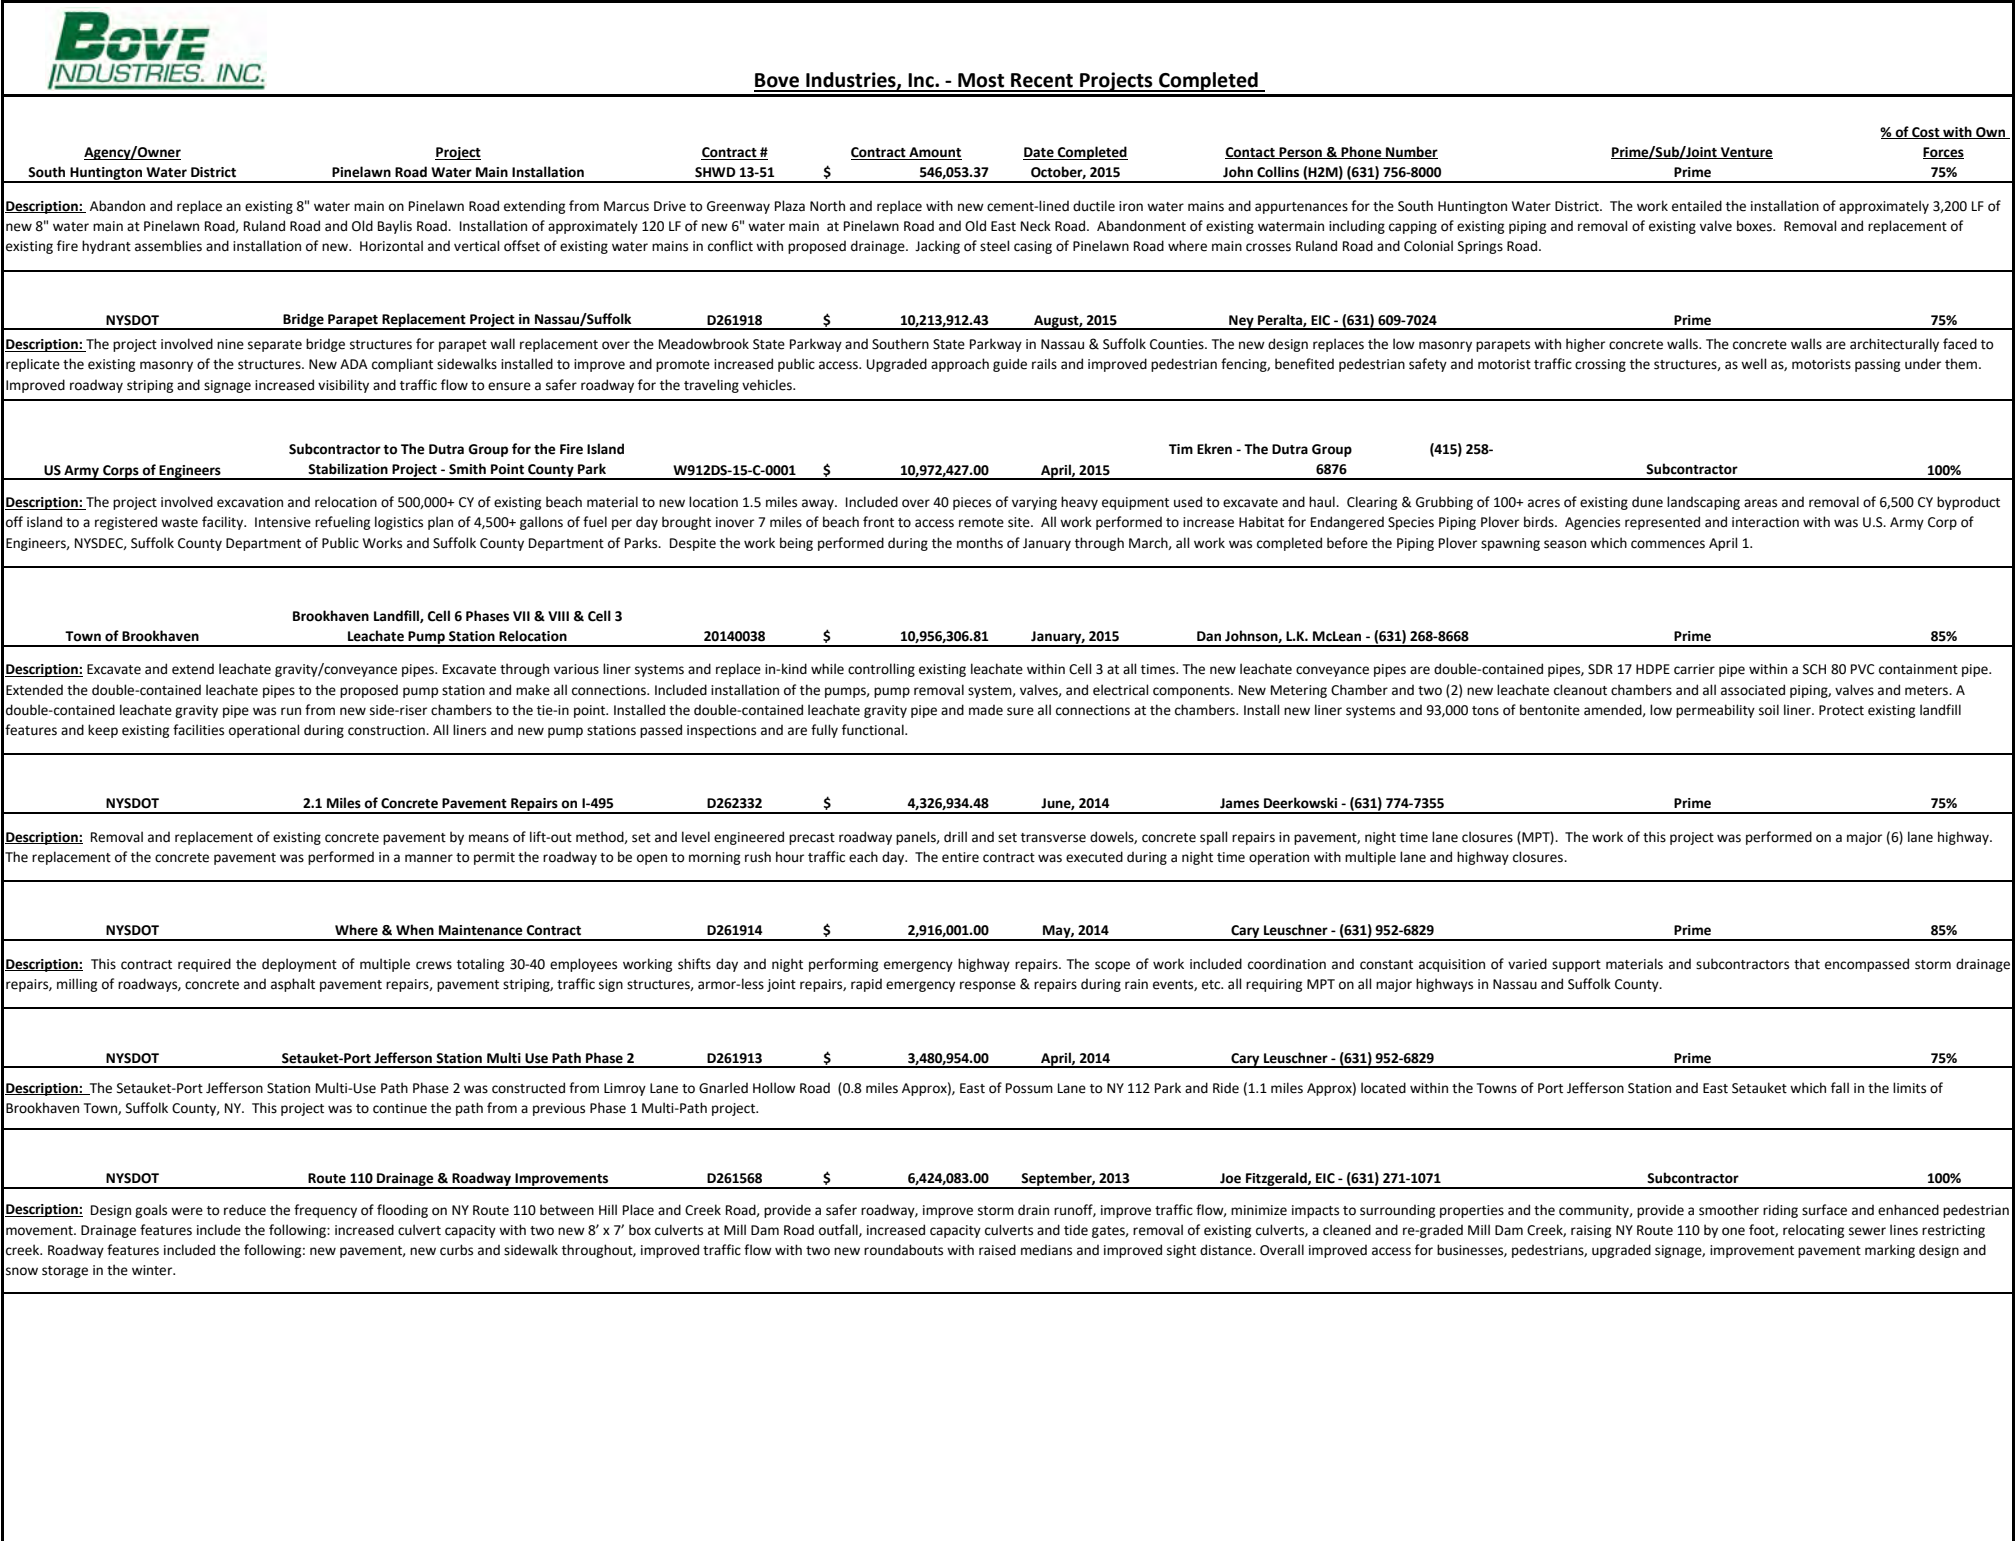 BOVE
INDUSTRIES. INC.
Bove Industries, Inc. - Most Recent Projects Completed
% of Cost with Own
Agency/Owner Project Contract # Contract Amount Date Completed Contact Person & Phone Number Prime/Sub/Joint Venture Forces
South Huntington Water District Pinelawn Road Water Main Installation SHWD 13-51 $ 546,053.37 October, 2015 John Collins (H2M) (631) 756-8000 Prime 75%
Description: Abandon and replace an existing 8" water main on Pinelawn Road extending from Marcus Drive to Greenway Plaza North and replace with new cement-lined ductile iron water mains and appurtenances for the South Huntington Water District. The work entailed the installation of approximately 3,200 LF of
new 8" water main at Pinelawn Road, Ruland Road and Old Baylis Road. Installation of approximately 120 LF of new 6" water main at Pinelawn Road and Old East Neck Road. Abandonment of existing watermain including capping of existing piping and removal of existing valve boxes. Removal and replacement of
existing fire hydrant assemblies and installation of new. Horizontal and vertical offset of existing water mains in conflict with proposed drainage. Jacking of steel casing of Pinelawn Road where main crosses Ruland Road and Colonial Springs Road.
NYSDOT Bridge Parapet Replacement Project in Nassau/Suffolk D261918 $ 10,213,912.43 August, 2015 Ney Peralta, EIC - (631) 609-7024 Prime 75%
Description: The project involved nine separate bridge structures for parapet wall replacement over the Meadowbrook State Parkway and Southern State Parkway in Nassau & Suffolk Counties. The new design replaces the low masonry parapets with higher concrete walls. The concrete walls are architecturally faced to
replicate the existing masonry of the structures. New ADA compliant sidewalks installed to improve and promote increased public access. Upgraded approach guide rails and improved pedestrian fencing, benefited pedestrian safety and motorist traffic crossing the structures, as well as, motorists passing under them.
Improved roadway striping and signage increased visibility and traffic flow to ensure a safer roadway for the traveling vehicles.
Subcontractor to The Dutra Group for the Fire Island Tim Ekren - The Dutra Group (415) 258-
US Army Corps of Engineers Stabilization Project - Smith Point County Park W912DS-15-C-0001 $ 10,972,427.00 April, 2015 6876 Subcontractor 100%
Description: The project involved excavation and relocation of 500,000+ CY of existing beach material to new location 1.5 miles away. Included over 40 pieces of varying heavy equipment used to excavate and haul. Clearing & Grubbing of 100+ acres of existing dune landscaping areas and removal of 6,500 CY byproduct
off island to a registered waste facility. Intensive refueling logistics plan of 4,500+ gallons of fuel per day brought inover 7 miles of beach front to access remote site. All work performed to increase Habitat for Endangered Species Piping Plover birds. Agencies represented and interaction with was U.S. Army Corp of
Engineers, NYSDEC, Suffolk County Department of Public Works and Suffolk County Department of Parks. Despite the work being performed during the months of January through March, all work was completed before the Piping Plover spawning season which commences April 1.
Brookhaven Landfill, Cell 6 Phases VII & VIII & Cell 3
Town of Brookhaven Leachate Pump Station Relocation 20140038 $ 10,956,306.81 January, 2015 Dan Johnson, L.K. McLean - (631) 268-8668 Prime 85%
Description: Excavate and extend leachate gravity/conveyance pipes. Excavate through various liner systems and replace in-kind while controlling existing leachate within Cell 3 at all times. The new leachate conveyance pipes are double-contained pipes, SDR 17 HDPE carrier pipe within a SCH 80 PVC containment pipe.
Extended the double-contained leachate pipes to the proposed pump station and make all connections. Included installation of the pumps, pump removal system, valves, and electrical components. New Metering Chamber and two (2) new leachate cleanout chambers and all associated piping, valves and meters. A
double-contained leachate gravity pipe was run from new side-riser chambers to the tie-in point. Installed the double-contained leachate gravity pipe and made sure all connections at the chambers. Install new liner systems and 93,000 tons of bentonite amended, low permeability soil liner. Protect existing landfill
features and keep existing facilities operational during construction. All liners and new pump stations passed inspections and are fully functional.
NYSDOT 2.1 Miles of Concrete Pavement Repairs on I-495 D262332 $ 4,326,934.48 June, 2014 James Deerkowski - (631) 774-7355 Prime 75%
Description: Removal and replacement of existing concrete pavement by means of lift-out method, set and level engineered precast roadway panels, drill and set transverse dowels, concrete spall repairs in pavement, night time lane closures (MPT). The work of this project was performed on a major (6) lane highway.
The replacement of the concrete pavement was performed in a manner to permit the roadway to be open to morning rush hour traffic each day. The entire contract was executed during a night time operation with multiple lane and highway closures.
NYSDOT Where & When Maintenance Contract D261914 $ 2,916,001.00 May, 2014 Cary Leuschner - (631) 952-6829 Prime 85%
Description: This contract required the deployment of multiple crews totaling 30-40 employees working shifts day and night performing emergency highway repairs. The scope of work included coordination and constant acquisition of varied support materials and subcontractors that encompassed storm drainage
repairs, milling of roadways, concrete and asphalt pavement repairs, pavement striping, traffic sign structures, armor-less joint repairs, rapid emergency response & repairs during rain events, etc. all requiring MPT on all major highways in Nassau and Suffolk County.
NYSDOT Setauket-Port Jefferson Station Multi Use Path Phase 2 D261913 $ 3,480,954.00 April, 2014 Cary Leuschner - (631) 952-6829 Prime 75%
Description: The Setauket-Port Jefferson Station Multi-Use Path Phase 2 was constructed from Limroy Lane to Gnarled Hollow Road (0.8 miles Approx), East of Possum Lane to NY 112 Park and Ride (1.1 miles Approx) located within the Towns of Port Jefferson Station and East Setauket which fall in the limits of
Brookhaven Town, Suffolk County, NY. This project was to continue the path from a previous Phase 1 Multi-Path project.
NYSDOT Route 110 Drainage & Roadway Improvements D261568 $ 6,424,083.00 September, 2013 Joe Fitzgerald, EIC - (631) 271-1071 Subcontractor 100%
Description: Design goals were to reduce the frequency of flooding on NY Route 110 between Hill Place and Creek Road, provide a safer roadway, improve storm drain runoff, improve traffic flow, minimize impacts to surrounding properties and the community, provide a smoother riding surface and enhanced pedestrian
movement. Drainage features include the following: increased culvert capacity with two new 8’ x 7’ box culverts at Mill Dam Road outfall, increased capacity culverts and tide gates, removal of existing culverts, a cleaned and re-graded Mill Dam Creek, raising NY Route 110 by one foot, relocating sewer lines restricting
creek. Roadway features included the following: new pavement, new curbs and sidewalk throughout, improved traffic flow with two new roundabouts with raised medians and improved sight distance. Overall improved access for businesses, pedestrians, upgraded signage, improvement pavement marking design and
snow storage in the winter.